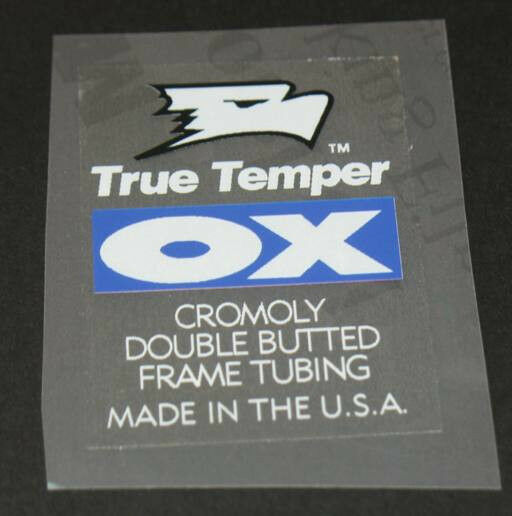 TM
True Temper
OX
CROMOLY
DOUBLE BUTTED
FRAME TUBING
MADE IN THE U.S.A.